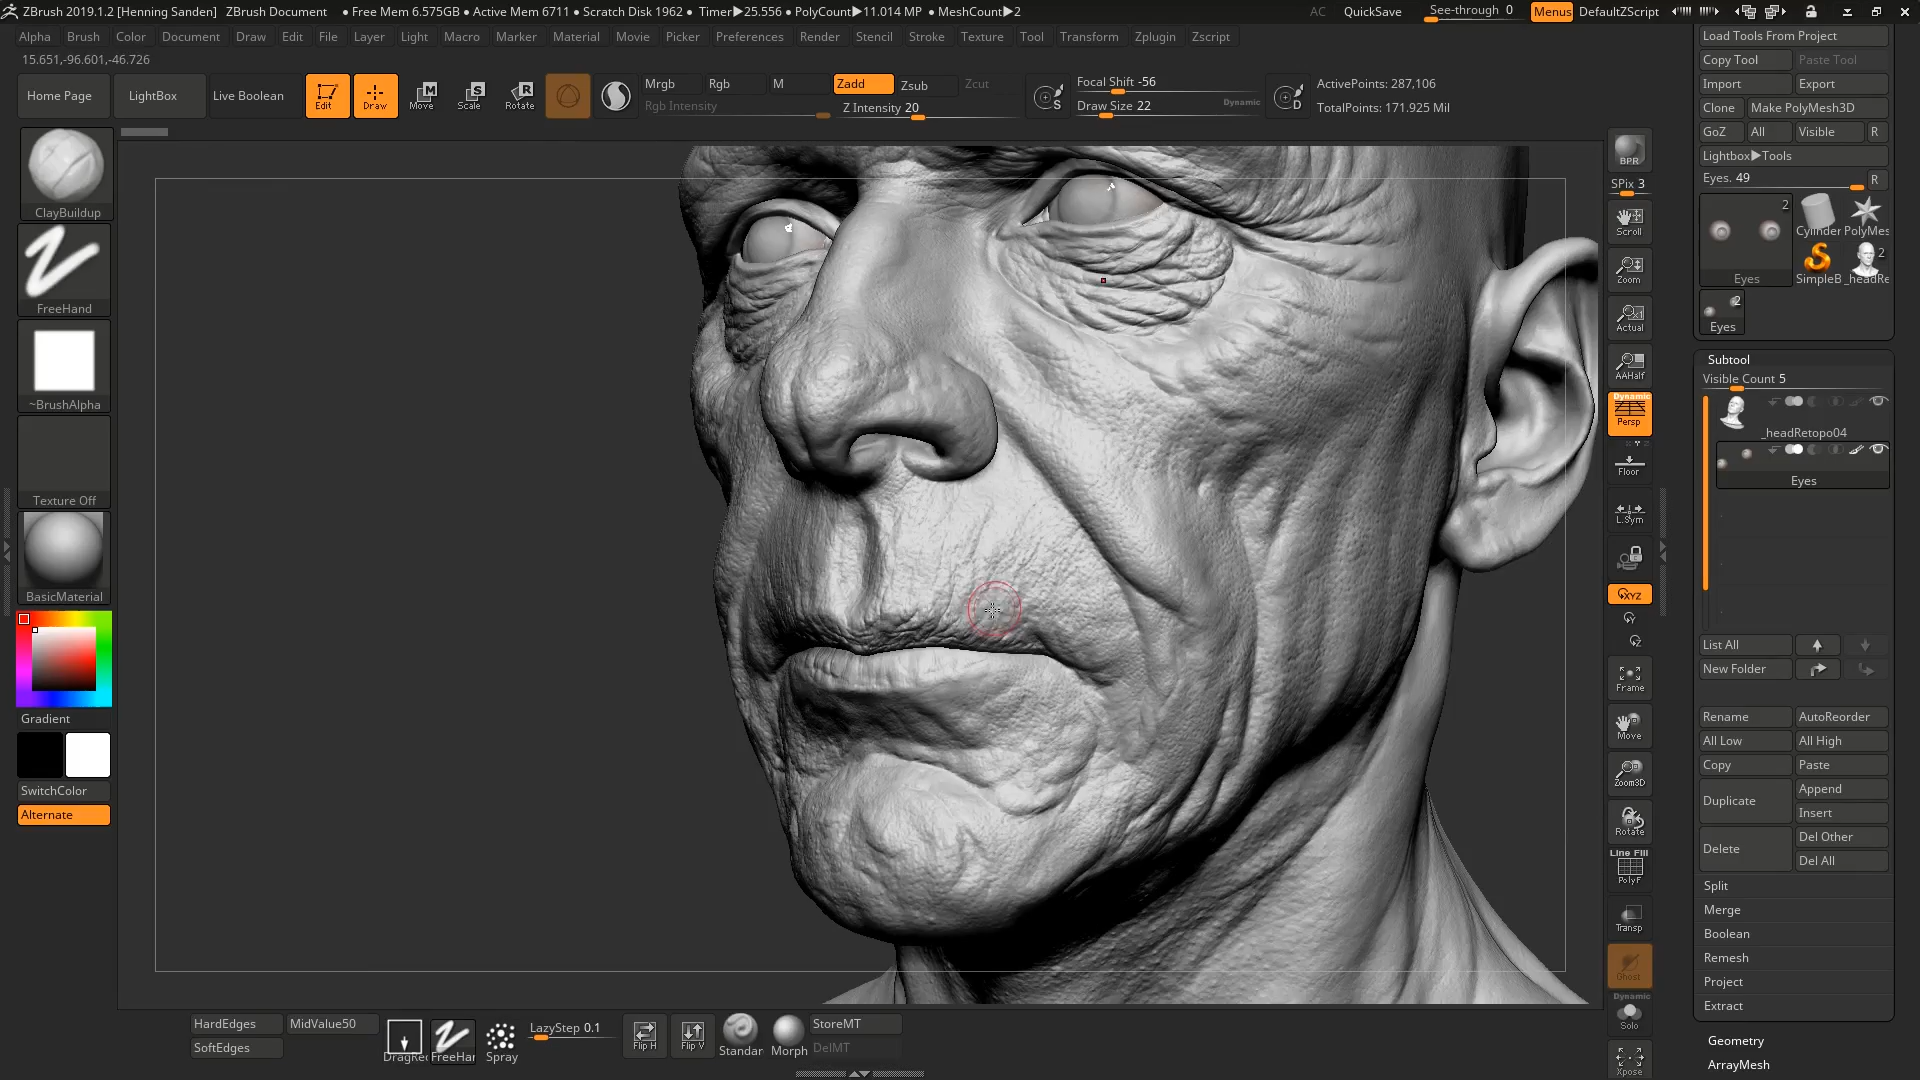 ZBrush 2019.1.2 [Henning Sanden] ZBrush Document ● Free Mem 6.575GB ● Active Mem 6711 ● Scratch Disk 1962 ● Timer▶25.556 ● PolyCount▶11.014 MP ● MeshCount▶2 AC QuickSave See-through 0 Menus DefaultZScript
Alpha Brush Color Document Draw Edit File Layer Light Macro Marker Material Movie Picker Preferences Render Stencil Stroke Texture Tool Transform Zplugin Zscript
15.651,-96.601,-46.726
Home Page LightBox Live Boolean Edit Draw Move Scale Rotate
Mrgb Rgb M Zadd Zsub Zcut
Rgb Intensity Z Intensity 20
Focal Shift -56
Draw Size 22 Dynamic
S
D
ActivePoints: 287,106
TotalPoints: 171.925 Mil
ClayBuildup
FreeHand
~BrushAlpha
Texture Off
BasicMaterial
Gradient
SwitchColor
Alternate
BPR
SPix 3
Scroll
Zoom
Actual
AAHalf
Dynamic
Persp
Floor
L.Sym
XYZ
Frame
Move
Zoom3D
Rotate
Line Fill
PolyF
Transp
Ghost
Dynamic
Solo
Xpose
Load Tools From Project
Copy Tool Paste Tool
Import Export
Clone Make PolyMesh3D
GoZ All Visible R
Lightbox▶Tools
Eyes. 49 R
2
Eyes
Cylinder PolyMes
2
SimpleB _headRe
2
Eyes
Subtool
Visible Count 5
_headRetopo04
Eyes
List All
New Folder
Rename AutoReorder
All Low All High
Copy Paste
Duplicate Append
Insert
Delete Del Other
Del All
Split
Merge
Boolean
Remesh
Project
Extract
Geometry
ArrayMesh
HardEdges MidValue50
SoftEdges
DragRec FreeHar Spray
LazyStep 0.1
Flip H Flip V
Standar Morph
StoreMT
DelMT